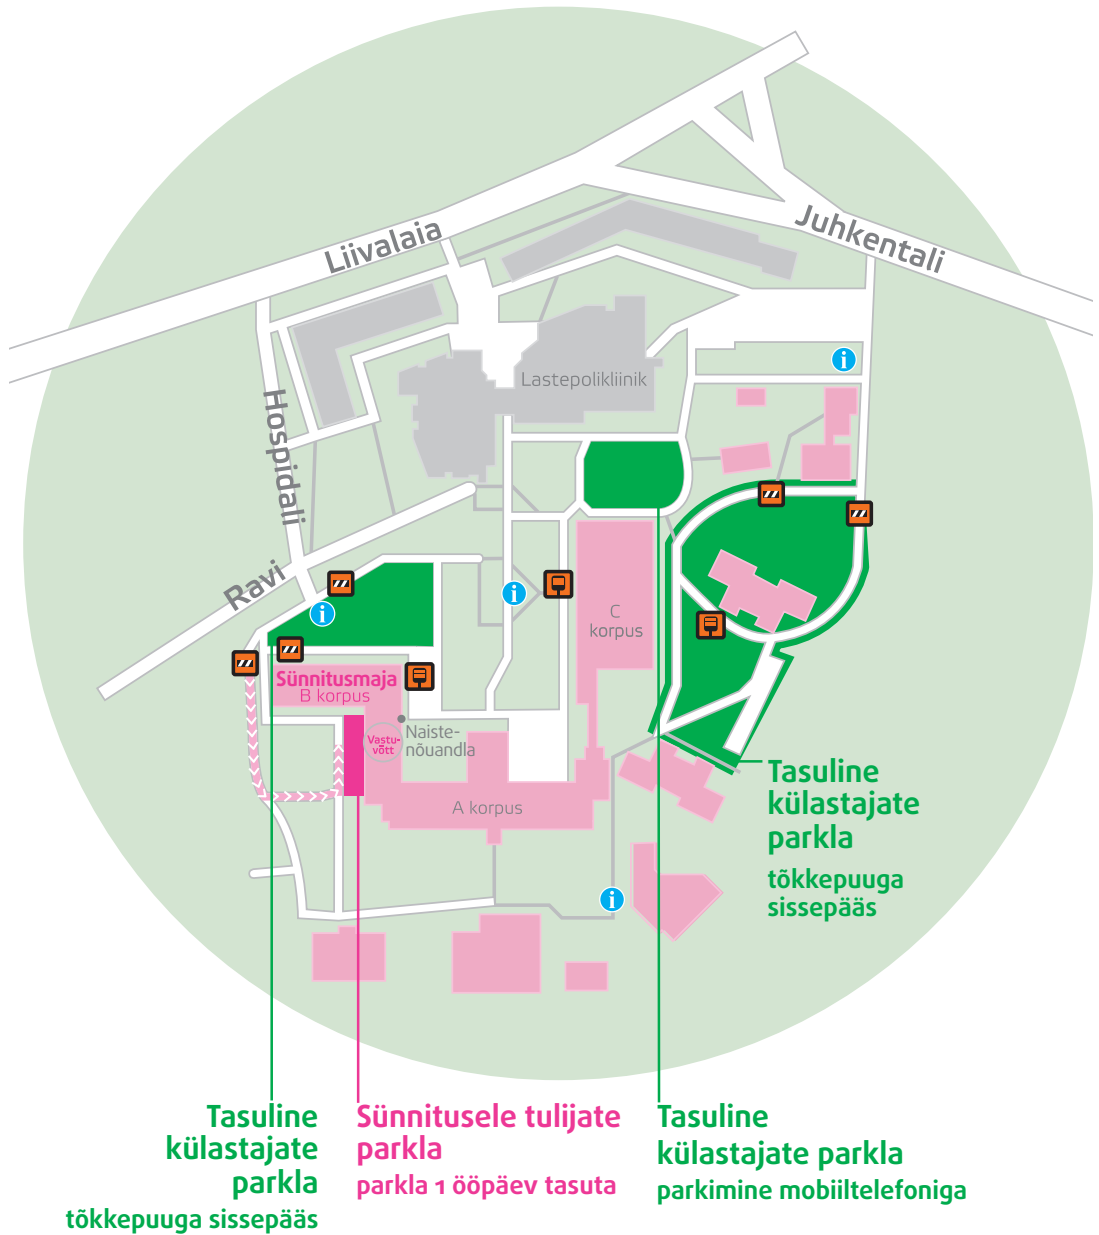 Liivalaia
Juhkentali
Lastepolikliinik
Hospidali
Ravi
C
korpus
Sünnitusmaja
B korpus
Vastu-
võtt
Naiste-
nõuandla
A korpus
Tasuline
külastajate
parkla
tõkkepuuga
sissepääs
Tasuline
külastajate
parkla
tõkkepuuga sissepääs
Sünnitusele tulijate
parkla
parkla 1 ööpäev tasuta
Tasuline
külastajate parkla
parkimine mobiiltelefoniga
i
i
i
i